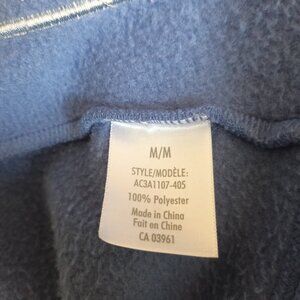 M/M
STYLE/MODÈLE:
AC3A1107-405
100% Polyester
Made in China
Fait en Chine
CA 03961